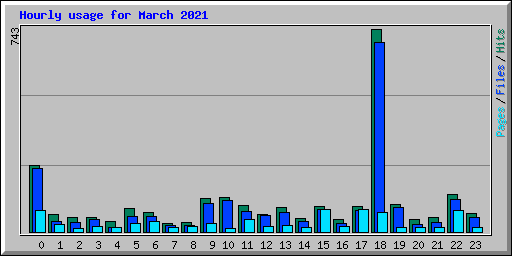 Hourly usage for March 2021
743
Pages/Files/Hits
0 1 2 3 4 5 6 7 8 9 10 11 12 13 14 15 16 17 18 19 20 21 22 23